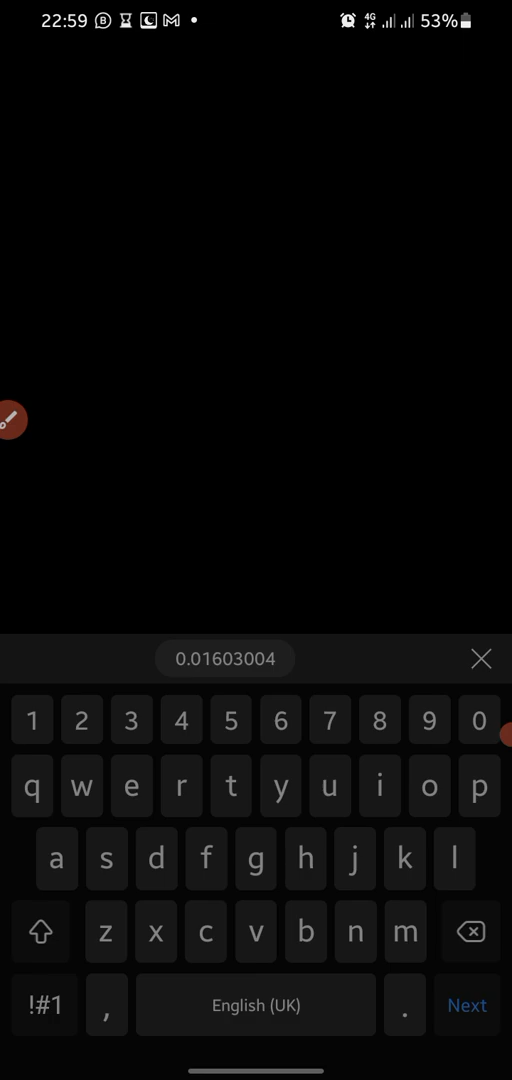 22:59 4G 53%
0.01603004
1 2 3 4 5 6 7 8 9 0
q w e r t y u i o p
a s d f g h j k l
z x c v b n m
!#1 , English (UK) . Next